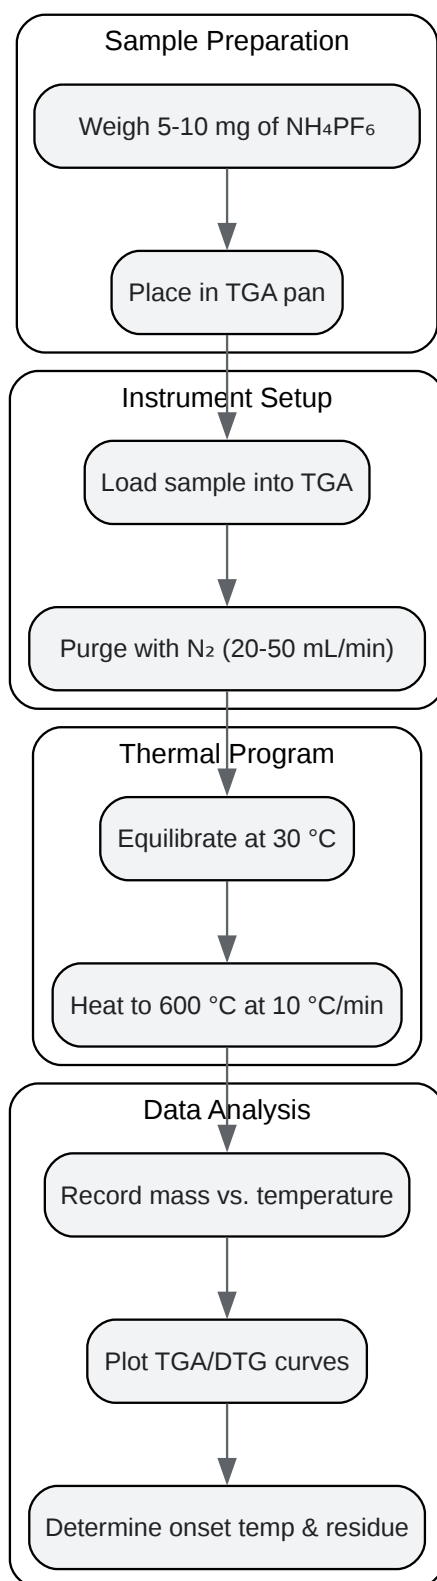 Sample Preparation
Weigh 5-10 mg of NH₄PF₆
Place in TGA pan
Instrument Setup
Load sample into TGA
Purge with N₂ (20-50 mL/min)
Thermal Program
Equilibrate at 30 °C
Heat to 600 °C at 10 °C/min
Data Analysis
Record mass vs. temperature
Plot TGA/DTG curves
Determine onset temp & residue